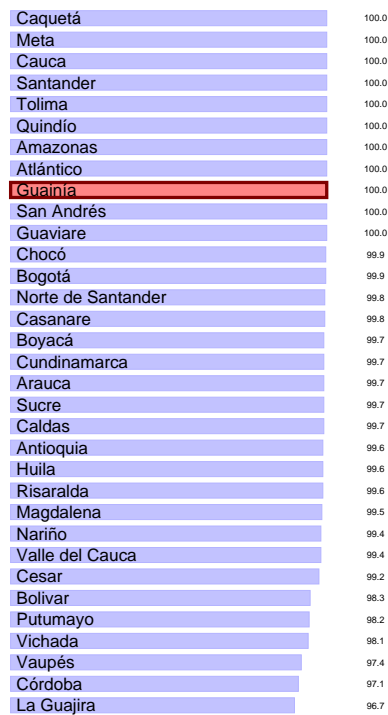 Caquetá 100.0
Meta 100.0
Cauca 100.0
Santander 100.0
Tolima 100.0
Quindío 100.0
Amazonas 100.0
Atlántico 100.0
Guainía 100.0
San Andrés 100.0
Guaviare 100.0
Chocó 99.9
Bogotá 99.9
Norte de Santander 99.8
Casanare 99.8
Boyacá 99.7
Cundinamarca 99.7
Arauca 99.7
Sucre 99.7
Caldas 99.7
Antioquia 99.6
Huila 99.6
Risaralda 99.6
Magdalena 99.5
Nariño 99.4
Valle del Cauca 99.4
Cesar 99.2
Bolivar 98.3
Putumayo 98.2
Vichada 98.1
Vaupés 97.4
Córdoba 97.1
La Guajira 96.7